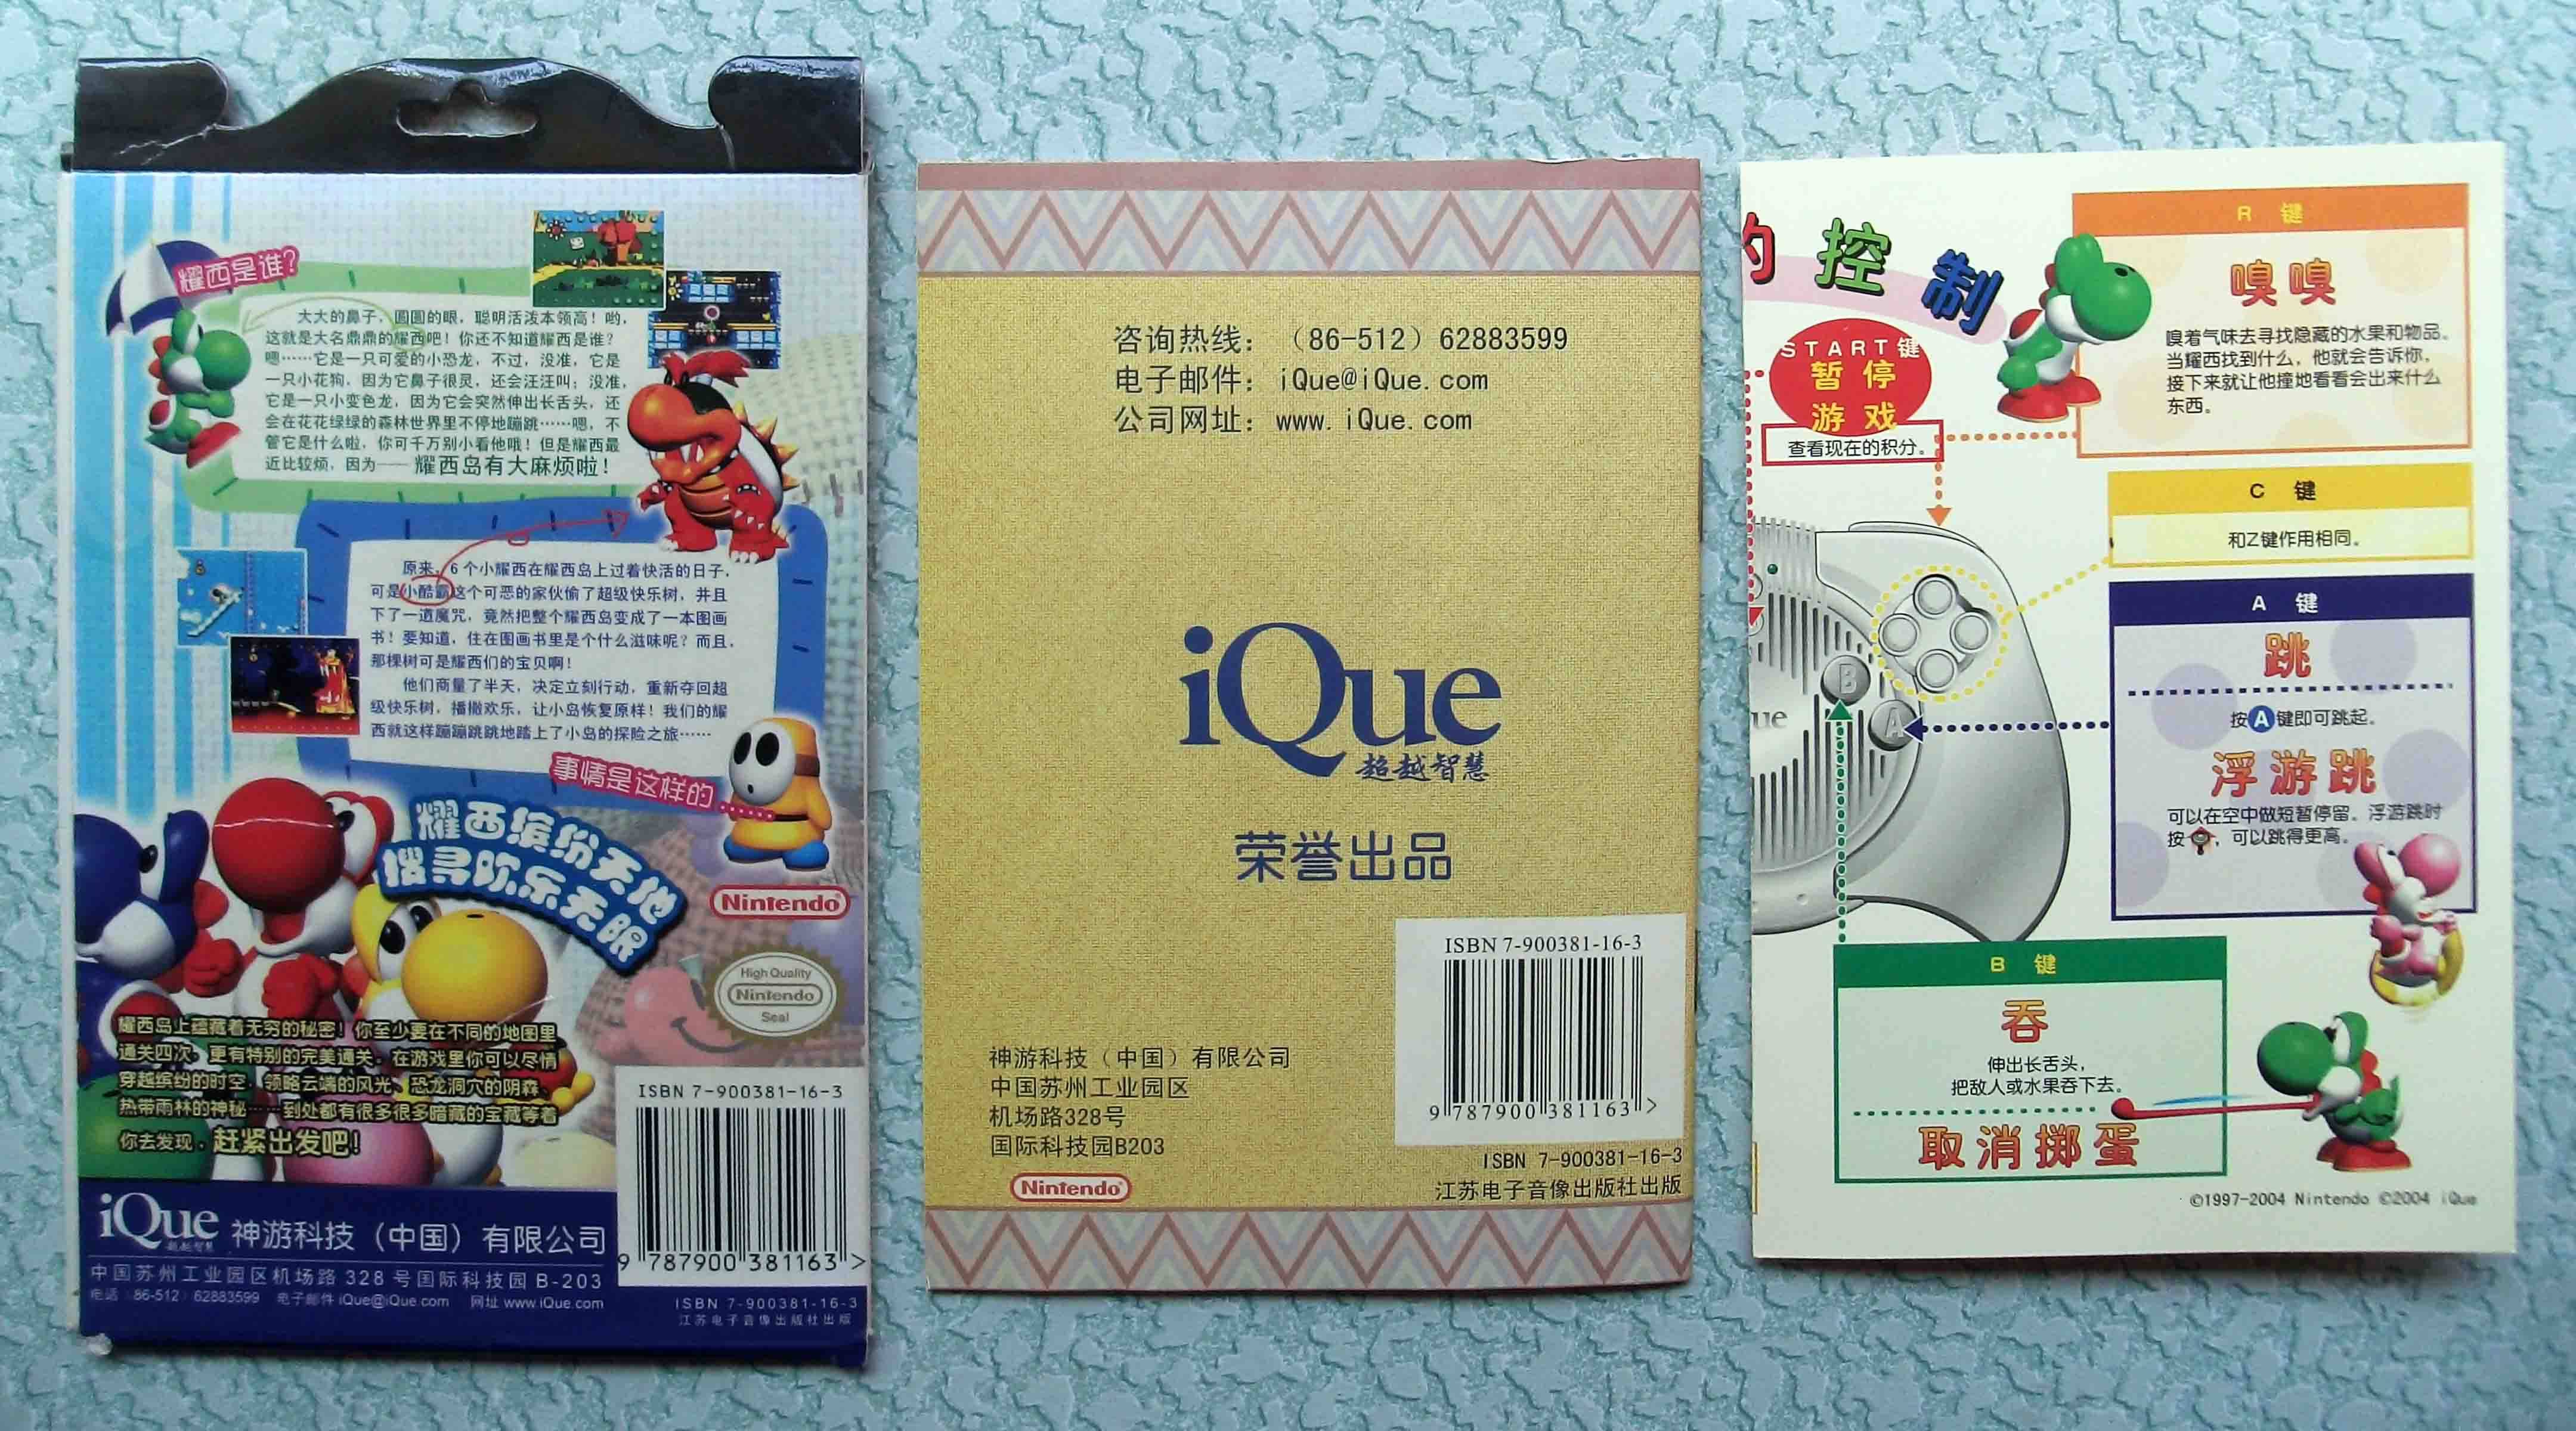 耀西是谁?
大大的鼻子,圆圆的眼,聪明活泼本领高!哟,
这就是大名鼎鼎的耀西吧!你还不知道耀西是谁?
嗯……它是一只可爱的小恐龙,不过,没准,它是
一只小花狗,因为它鼻子很灵,还会汪汪叫;没准,
它是一只小变色龙,因为它会突然伸出长舌头,还
会在花花绿绿的森林世界里不停地蹦跳……嗯,不
管它是什么啦,你可千万别小看他哦!但是耀西最
近比较烦,因为——耀西岛有大麻烦啦!
原来,6个小耀西在耀西岛上过着快活的日子,
可是小酷霸这个可恶的家伙偷了超级快乐树,并且
下了一道魔咒,竟然把整个耀西岛变成了一本图画
书!要知道,住在图画书里是个什么滋味呢?而且,
那棵树可是耀西们的宝贝啊!
他们商量了半天,决定立刻行动,重新夺回超
级快乐树,播撒欢乐,让小岛恢复原样!我们的耀
西就这样蹦蹦跳跳地踏上了小岛的探险之旅……
事情是这样的
耀西缤纷天地
搜寻欢乐无限
Nintendo
High Quality
Nintendo
Seal
耀西岛上蕴藏着无穷的秘密!你至少要在不同的地图里
通关四次,更有特别的完美通关。在游戏里你可以尽情
穿越缤纷的时空,领略云端的风光、恐龙洞穴的阴森、
热带雨林的神秘……到处都有很多很多暗藏的宝藏等着
你去发现,赶紧出发吧!
ISBN 7-900381-16-3
9 787900 381163 >
iQue 神游科技(中国)有限公司
超越智慧
中国苏州工业园区机场路 328 号国际科技园 B-203
电话(86-512)62883599 电子邮件 iQue@iQue.com 网址 www.iQue.com
ISBN 7-900381-16-3
江苏电子音像出版社出版
咨询热线:(86-512)62883599
电子邮件:iQue@iQue.com
公司网址:www.iQue.com
iQue
超越智慧
荣誉出品
ISBN 7-900381-16-3
9 787900 381163 >
神游科技(中国)有限公司
中国苏州工业园区
机场路328号
国际科技园B203
Nintendo
ISBN 7-900381-16-3
江苏电子音像出版社出版
的控制
START键
暂停
游戏
查看现在的积分。
R 键
嗅嗅
嗅着气味去寻找隐藏的水果和物品。
当耀西找到什么,他就会告诉你,
接下来就让他撞地看看会出来什么
东西。
C 键
和Z键作用相同。
A 键
跳
按A键即可跳起。
浮游跳
可以在空中做短暂停留。浮游跳时
按,可以跳得更高。
B
A
ue
B 键
吞
伸出长舌头,
把敌人或水果吞下去。
取消掷蛋
©1997-2004 Nintendo ©2004 iQue